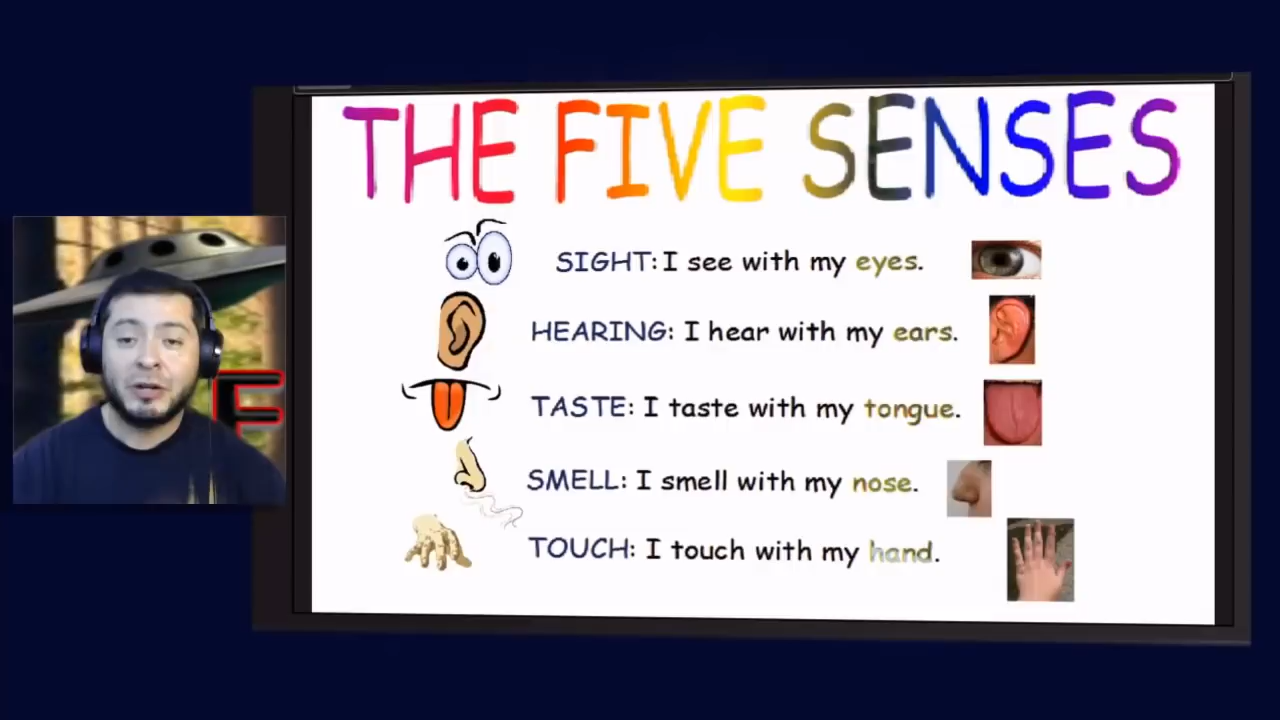 THE FIVE SENSES
SIGHT: I see with my eyes.
HEARING: I hear with my ears.
TASTE: I taste with my tongue.
SMELL: I smell with my nose.
TOUCH: I touch with my hand.
E